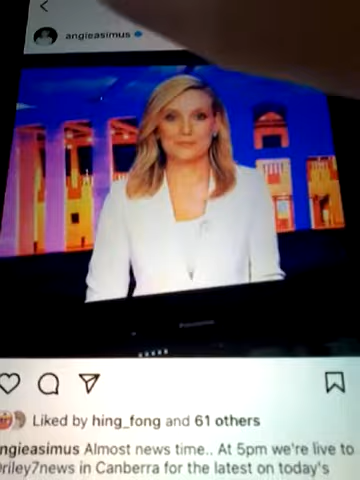 angieasimus
Panasonic
Liked by hing_fong and 61 others
ngieasimus Almost news time.. At 5pm we're live to
riley7news in Canberra for the latest on today's